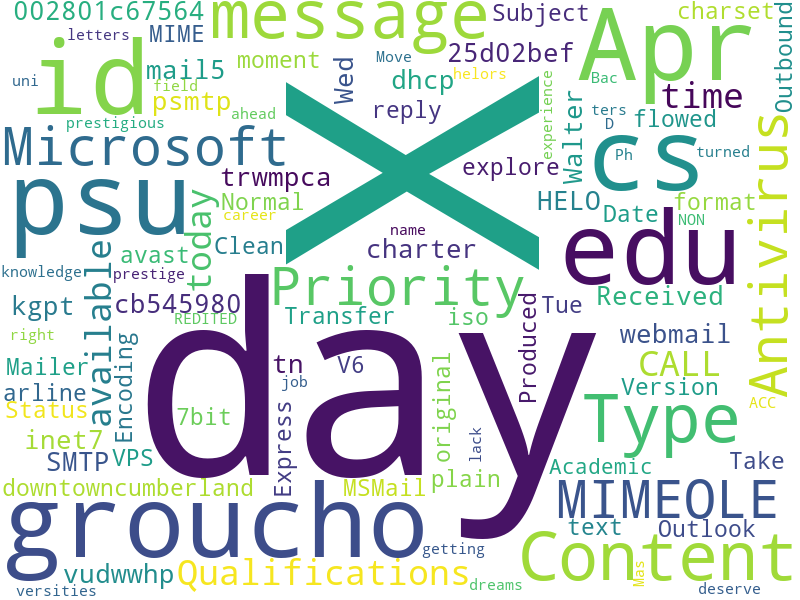 002801c67564
message
Subject
Apr
charset
Outbound
letters
MIME
id
mail5
moment
Wed
Move
25d02bef
Bac
uni
field
psmtp
dhcp
helors
time
prestigious
ahead
reply
experience
Walter
ters
D
flowed
Microsoft
X
cs
Ph
turned
psu
trwmpca
explore
Antivirus
today
Normal
career
HELO
Date
format
NON
name
edu
available
avast
Clean
charter
knowledge
prestige
Priority
Received
kgpt
cb545980
REDITED
Transfer
iso
Produced
Tue
right
Encoding
day
webmail
Mailer
tn
V6
original
CALL
arline
job
Version
Status
7bit
Express
lack
Type
ACC
inet7
SMTP
VPS
plain
Academic
Take
downtowncumberland
MSMail
MIMEOLE
groucho
text
Outlook
getting
Content
vudwwhp
Qualifications
dreams
Mas
deserve
versities